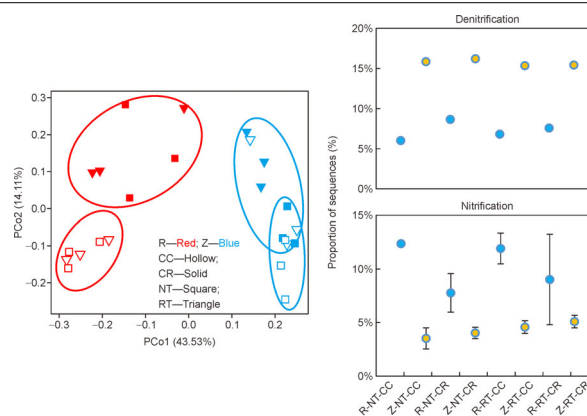 0.3
0.2
0.1
0.0
−0.1
−0.2
−0.3
PCo2 (14.11%)
R—Red; Z—Blue
CC—Hollow;
CR—Solid
NT—Square;
RT—Triangle
−0.3 −0.2 −0.1 0.0 0.1 0.2
PCo1 (43.53%)
Denitrification
20%
15%
10%
5%
0%
Proportion of sequences (%)
Nitrification
15%
10%
5%
0%
R-NT-CC
Z-NT-CC
R-NT-CR
Z-NT-CR
R-RT-CC
Z-RT-CC
R-RT-CR
Z-RT-CR